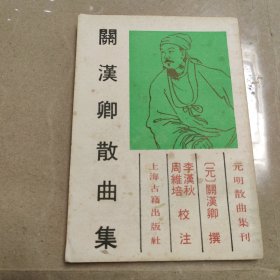 關漢卿散曲集
元明散曲集刊
〔元〕關漢卿 撰
李漢秋
周維培 校注
上海古籍出版社